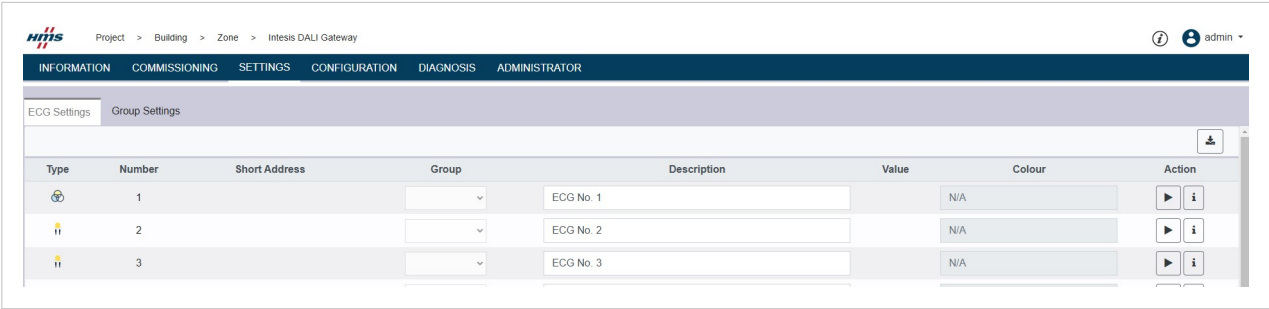 HMS Project > Building > Zone > Intesis DALI Gateway i admin
INFORMATION COMMISSIONING SETTINGS CONFIGURATION DIAGNOSIS ADMINISTRATOR
ECG Settings Group Settings
Type Number Short Address Group Description Value Colour Action
1 ECG No. 1 N/A i
2 ECG No. 2 N/A i
3 ECG No. 3 N/A i